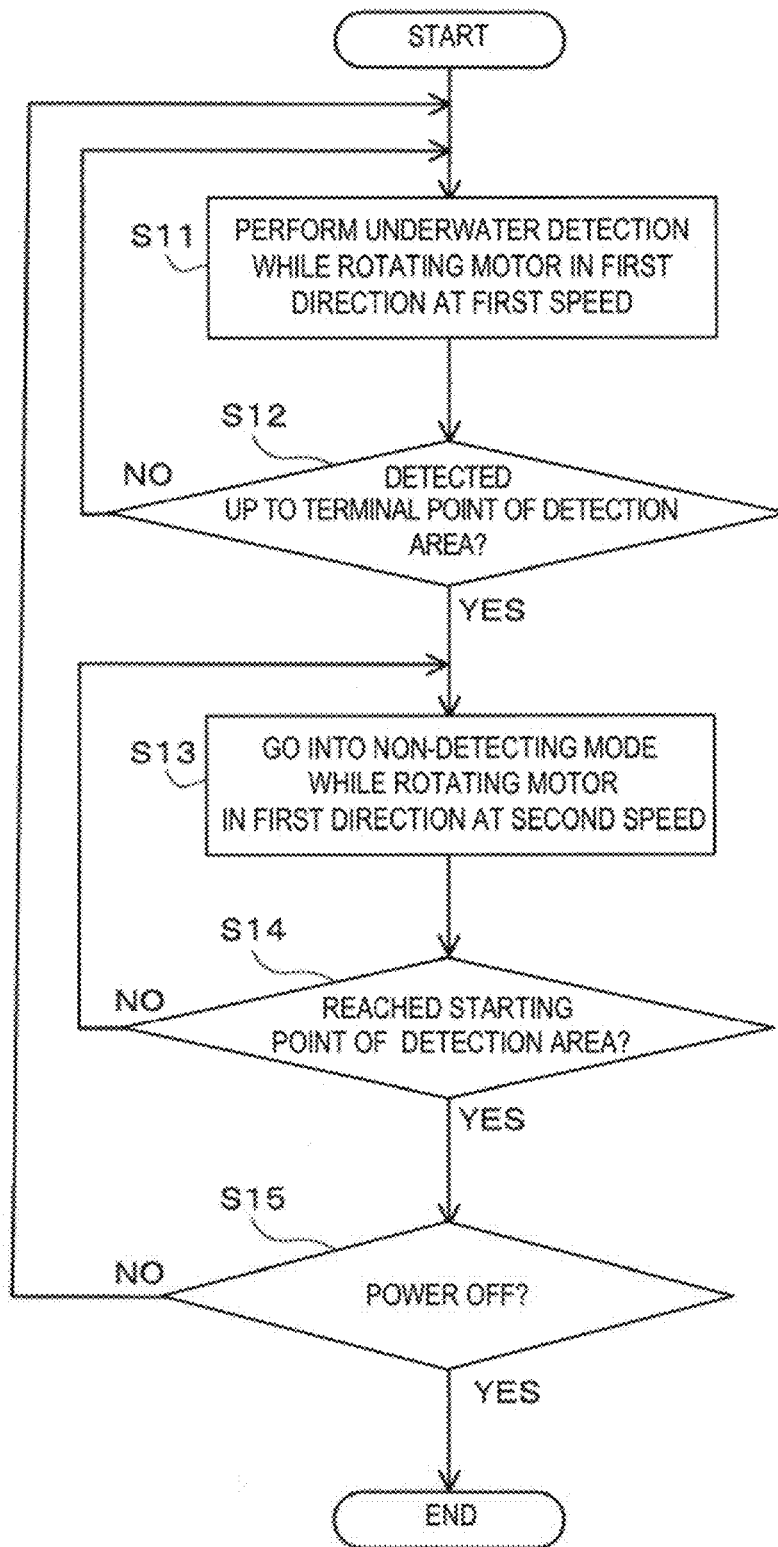 START
S11
PERFORM UNDERWATER DETECTION
WHILE ROTATING MOTOR IN FIRST
DIRECTION AT FIRST SPEED
S12
NO
DETECTED
UP TO TERMINAL POINT OF DETECTION
AREA?
YES
S13
GO INTO NON-DETECTING MODE
WHILE ROTATING MOTOR
IN FIRST DIRECTION AT SECOND SPEED
S14
NO
REACHED STARTING
POINT OF DETECTION AREA?
YES
S15
NO
POWER OFF?
YES
END